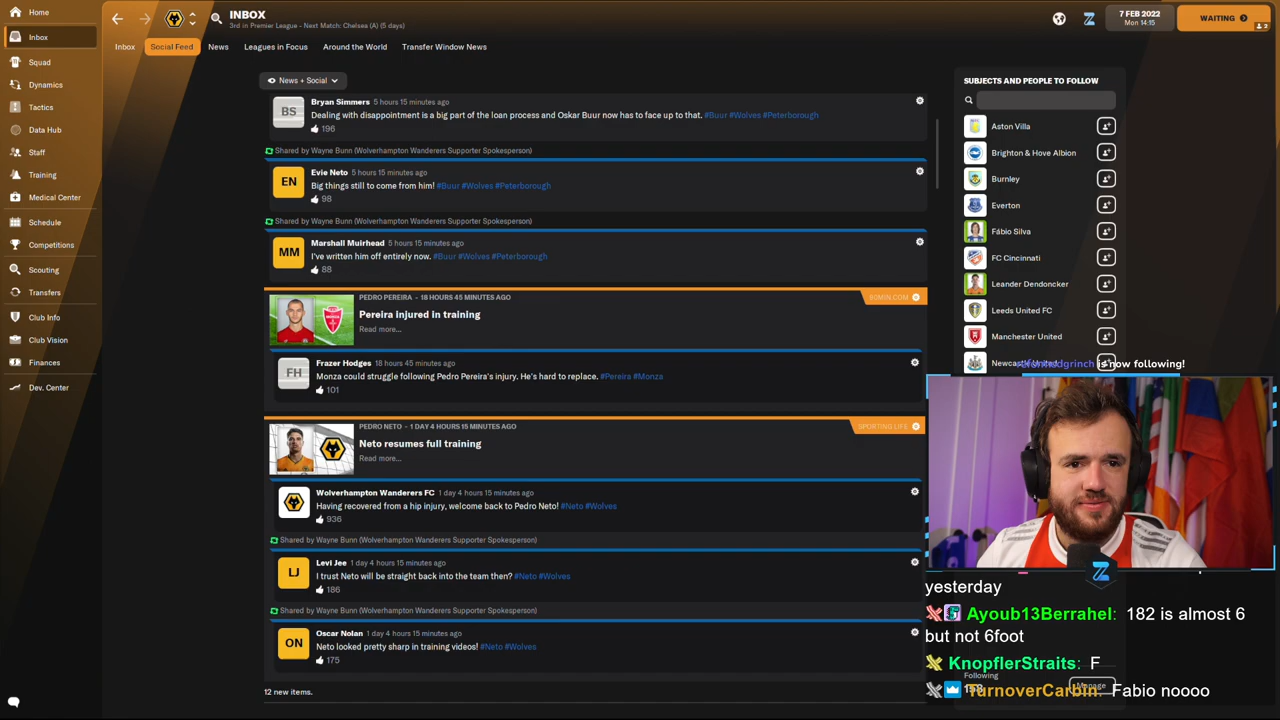 Home
Inbox
Squad
Dynamics
Tactics
Data Hub
Staff
Training
Medical Center
Schedule
Competitions
Scouting
Transfers
Club Info
Club Vision
Finances
Dev. Center
INBOX
3rd in Premier League - Next Match: Chelsea (A) (5 days)
7 FEB 2022
Mon 14:15
WAITING
2
Inbox
Social Feed
News
Leagues in Focus
Around the World
Transfer Window News
News + Social
BS
Bryan Simmers 5 hours 15 minutes ago
Dealing with disappointment is a big part of the loan process and Oskar Buur now has to face up to that. #Buur #Wolves #Peterborough
196
Shared by Wayne Bunn (Wolverhampton Wanderers Supporter Spokesperson)
EN
Evie Neto 5 hours 15 minutes ago
Big things still to come from him! #Buur #Wolves #Peterborough
98
Shared by Wayne Bunn (Wolverhampton Wanderers Supporter Spokesperson)
MM
Marshall Muirhead 5 hours 15 minutes ago
I've written him off entirely now. #Buur #Wolves #Peterborough
88
PEDRO PEREIRA - 18 HOURS 45 MINUTES AGO
90MIN.COM
Pereira injured in training
Read more...
FH
Frazer Hodges 18 hours 45 minutes ago
Monza could struggle following Pedro Pereira's injury. He's hard to replace. #Pereira #Monza
101
PEDRO NETO - 1 DAY 4 HOURS 15 MINUTES AGO
SPORTING LIFE
Neto resumes full training
Read more...
Wolverhampton Wanderers FC 1 day 4 hours 15 minutes ago
Having recovered from a hip injury, welcome back to Pedro Neto! #Neto #Wolves
936
Shared by Wayne Bunn (Wolverhampton Wanderers Supporter Spokesperson)
LJ
Levi Jee 1 day 4 hours 15 minutes ago
I trust Neto will be straight back into the team then? #Neto #Wolves
186
Shared by Wayne Bunn (Wolverhampton Wanderers Supporter Spokesperson)
ON
Oscar Nolan 1 day 4 hours 15 minutes ago
Neto looked pretty sharp in training videos! #Neto #Wolves
175
12 new items.
SUBJECTS AND PEOPLE TO FOLLOW
Aston Villa
Brighton & Hove Albion
Burnley
Everton
Fábio Silva
FC Cincinnati
Leander Dendoncker
Leeds United FC
Manchester United
is now following!
yesterday
Ayoub13Berrahel: 182 is almost 6
but not 6foot
KnopflerStraits: F
Following
Manage
TurnoverCarbin: Fabio noooo